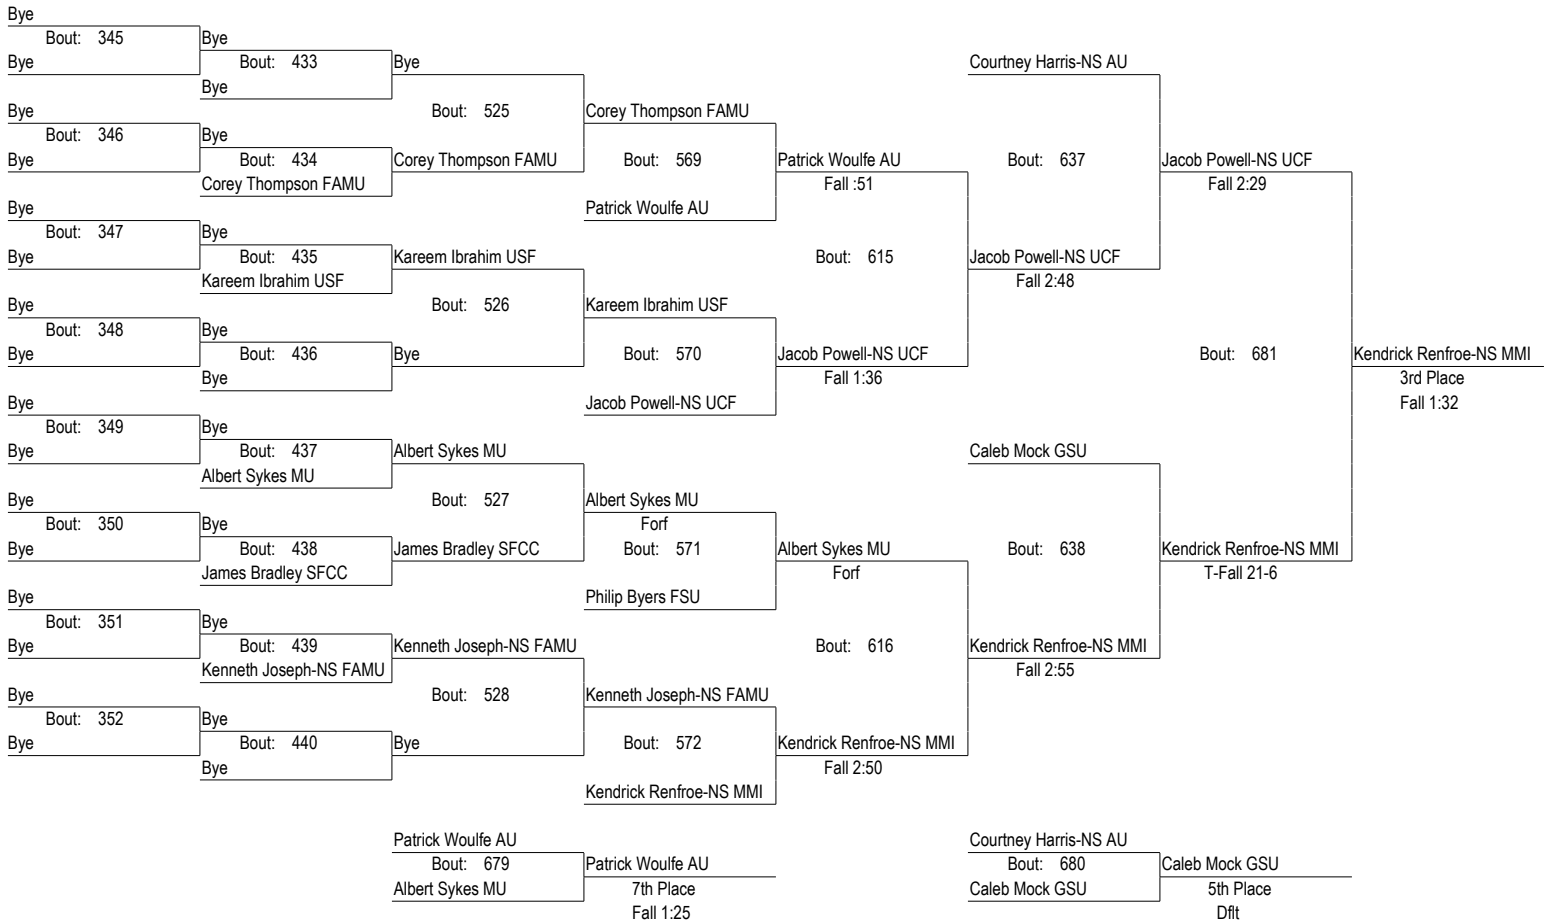 Bye
Bout: 345 Bye
Bye Bout: 433 Bye Courtney Harris-NS AU
Bye
Bye Bout: 525 Corey Thompson FAMU
Bout: 346 Bye
Bye Bout: 434 Corey Thompson FAMU Bout: 569 Patrick Woulfe AU Bout: 637 Jacob Powell-NS UCF
Corey Thompson FAMU Fall :51 Fall 2:29
Bye Patrick Woulfe AU
Bout: 347 Bye
Bye Bout: 435 Kareem Ibrahim USF Bout: 615 Jacob Powell-NS UCF
Kareem Ibrahim USF Fall 2:48
Bye Bout: 526 Kareem Ibrahim USF
Bout: 348 Bye
Bye Bout: 436 Bye Bout: 570 Jacob Powell-NS UCF Bout: 681 Kendrick Renfroe-NS MMI
Bye Fall 1:36 3rd Place
Bye Jacob Powell-NS UCF Fall 1:32
Bout: 349 Bye
Bye Bout: 437 Albert Sykes MU Caleb Mock GSU
Albert Sykes MU
Bye Bout: 527 Albert Sykes MU
Bout: 350 Bye Forf
Bye Bout: 438 James Bradley SFCC Bout: 571 Albert Sykes MU Bout: 638 Kendrick Renfroe-NS MMI
James Bradley SFCC Forf T-Fall 21-6
Bye Philip Byers FSU
Bout: 351 Bye
Bye Bout: 439 Kenneth Joseph-NS FAMU Bout: 616 Kendrick Renfroe-NS MMI
Kenneth Joseph-NS FAMU Fall 2:55
Bye Bout: 528 Kenneth Joseph-NS FAMU
Bout: 352 Bye
Bye Bout: 440 Bye Bout: 572 Kendrick Renfroe-NS MMI
Bye Fall 2:50
Kendrick Renfroe-NS MMI
Patrick Woulfe AU Courtney Harris-NS AU
Bout: 679 Patrick Woulfe AU Bout: 680 Caleb Mock GSU
Albert Sykes MU 7th Place Caleb Mock GSU 5th Place
Fall 1:25 Dflt